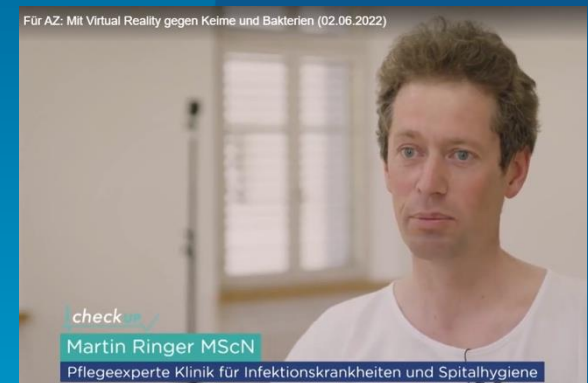 Für AZ: Mit Virtual Reality gegen Keime und Bakterien (02.06.2022)
checkUP
Martin Ringer MScN
Pflegeexperte Klinik für Infektionskrankheiten und Spitalhygiene